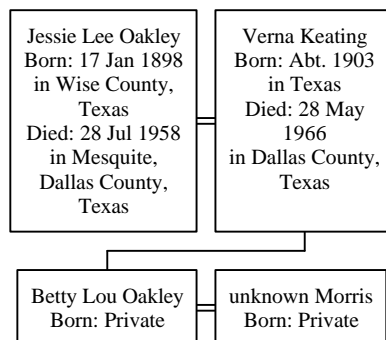 Jessie Lee Oakley
Born: 17 Jan 1898
in Wise County,
Texas
Died: 28 Jul 1958
in Mesquite,
Dallas County,
Texas
Verna Keating
Born: Abt. 1903
in Texas
Died: 28 May
1966
in Dallas County,
Texas
Betty Lou Oakley
Born: Private
unknown Morris
Born: Private